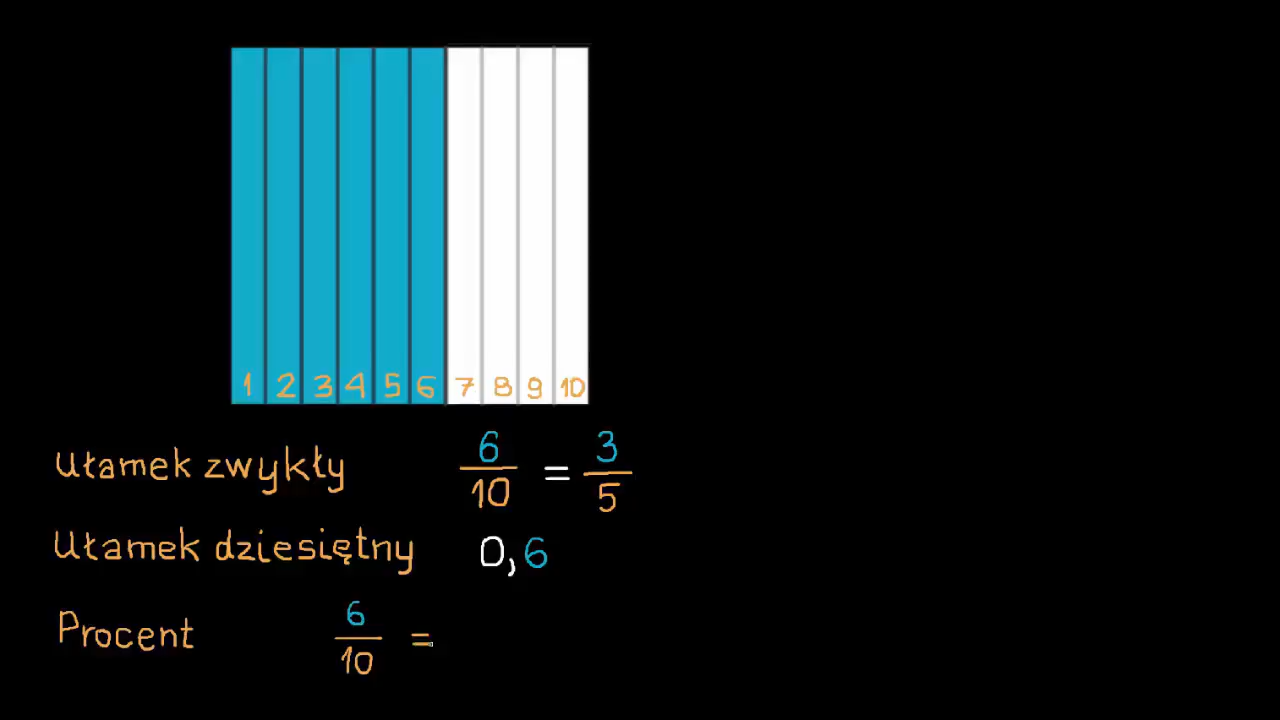 1 2 3 4 5 6 7 8 9 10
Ułamek zwykły 6/10 = 3/5
Ułamek dziesiętny 0,6
Procent 6/10 =